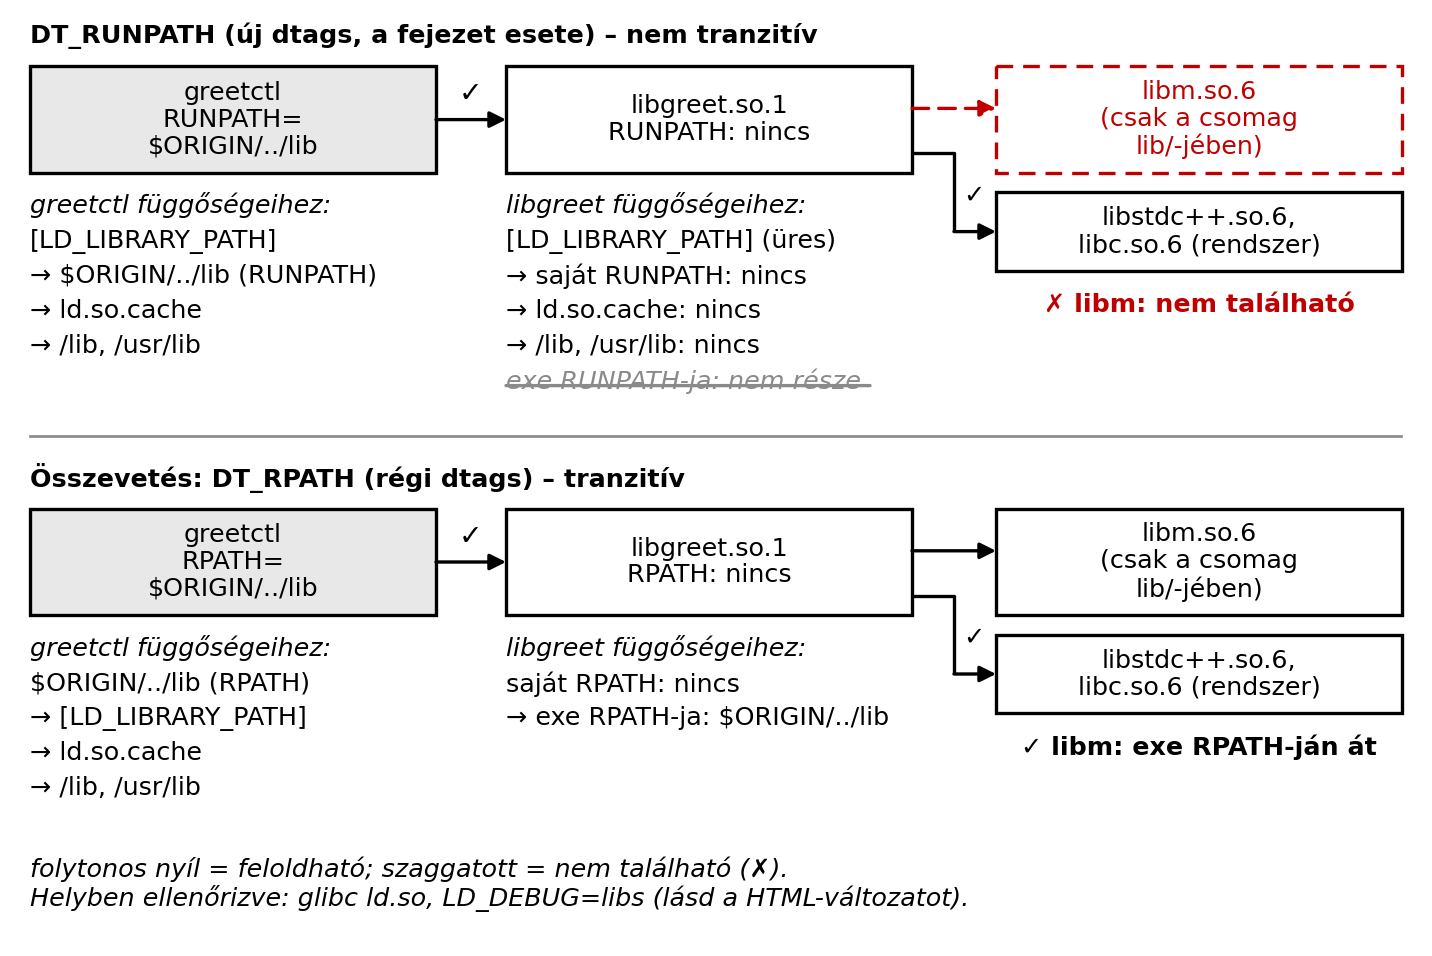 DT_RUNPATH (új dtags, a fejezet esete) – nem tranzitív
greetctl
RUNPATH=
$ORIGIN/../lib
✓
libgreet.so.1
RUNPATH: nincs
libm.so.6
(csak a csomag
lib/-jében)
✓
libstdc++.so.6,
libc.so.6 (rendszer)
✗ libm: nem található
greetctl függőségeihez:
[LD_LIBRARY_PATH]
→ $ORIGIN/../lib (RUNPATH)
→ ld.so.cache
→ /lib, /usr/lib
libgreet függőségeihez:
[LD_LIBRARY_PATH] (üres)
→ saját RUNPATH: nincs
→ ld.so.cache: nincs
→ /lib, /usr/lib: nincs
exe RUNPATH-ja: nem része
Összevetés: DT_RPATH (régi dtags) – tranzitív
greetctl
RPATH=
$ORIGIN/../lib
✓
libgreet.so.1
RPATH: nincs
libm.so.6
(csak a csomag
lib/-jében)
✓
libstdc++.so.6,
libc.so.6 (rendszer)
✓ libm: exe RPATH-ján át
greetctl függőségeihez:
$ORIGIN/../lib (RPATH)
→ [LD_LIBRARY_PATH]
→ ld.so.cache
→ /lib, /usr/lib
libgreet függőségeihez:
saját RPATH: nincs
→ exe RPATH-ja: $ORIGIN/../lib
folytonos nyíl = feloldható; szaggatott = nem található (✗).
Helyben ellenőrizve: glibc ld.so, LD_DEBUG=libs (lásd a HTML-változatot).